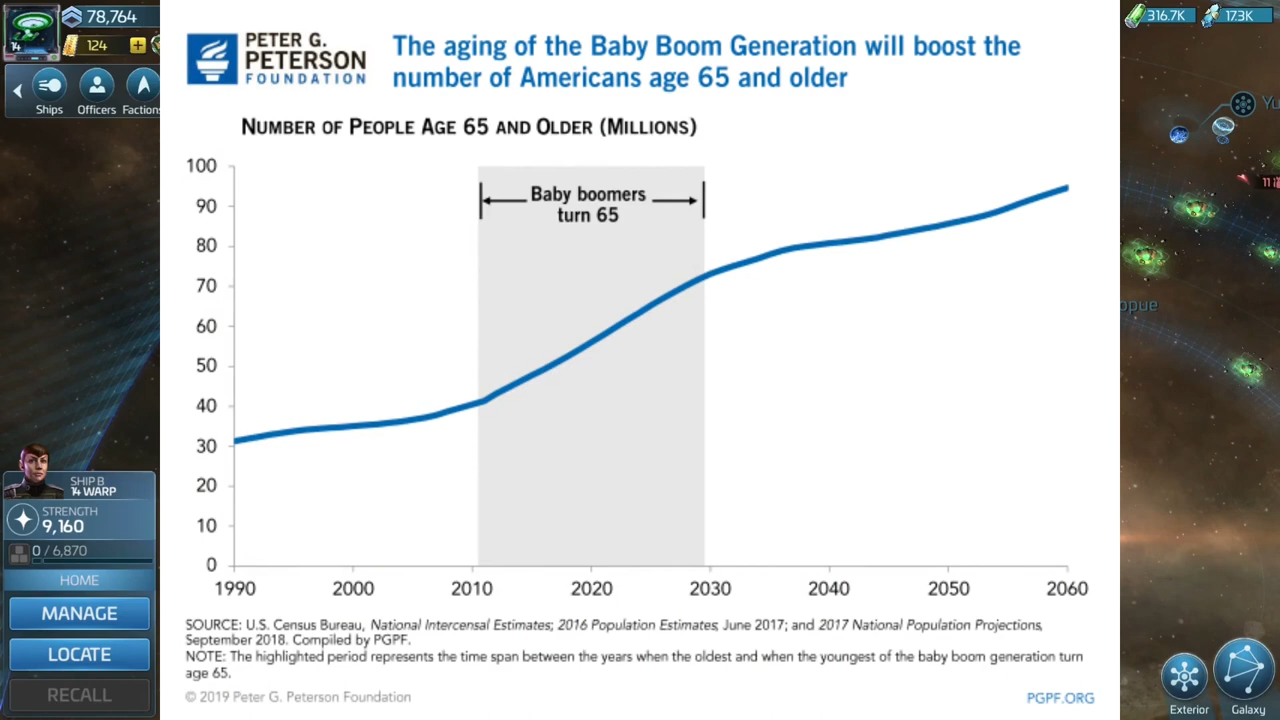 78,764
14
124
Ships
Officers
Faction
PETER G.
PETERSON
FOUNDATION
The aging of the Baby Boom Generation will boost the
number of Americans age 65 and older
NUMBER OF PEOPLE AGE 65 AND OLDER (MILLIONS)
100
90
80
70
60
50
40
30
20
10
0
Baby boomers
turn 65
1990 2000 2010 2020 2030 2040 2050 2060
SOURCE: U.S. Census Bureau, National Intercensal Estimates; 2016 Population Estimates, June 2017; and 2017 National Population Projections,
September 2018. Compiled by PGPF.
NOTE: The highlighted period represents the time span between the years when the oldest and when the youngest of the baby boom generation turn
age 65.
© 2019 Peter G. Peterson Foundation
PGPF.ORG
SHIP B
14 WARP
STRENGTH
9,160
0 / 6,870
HOME
MANAGE
LOCATE
RECALL
316.7K
17.3K
Yu
opue
Exterior
Galaxy